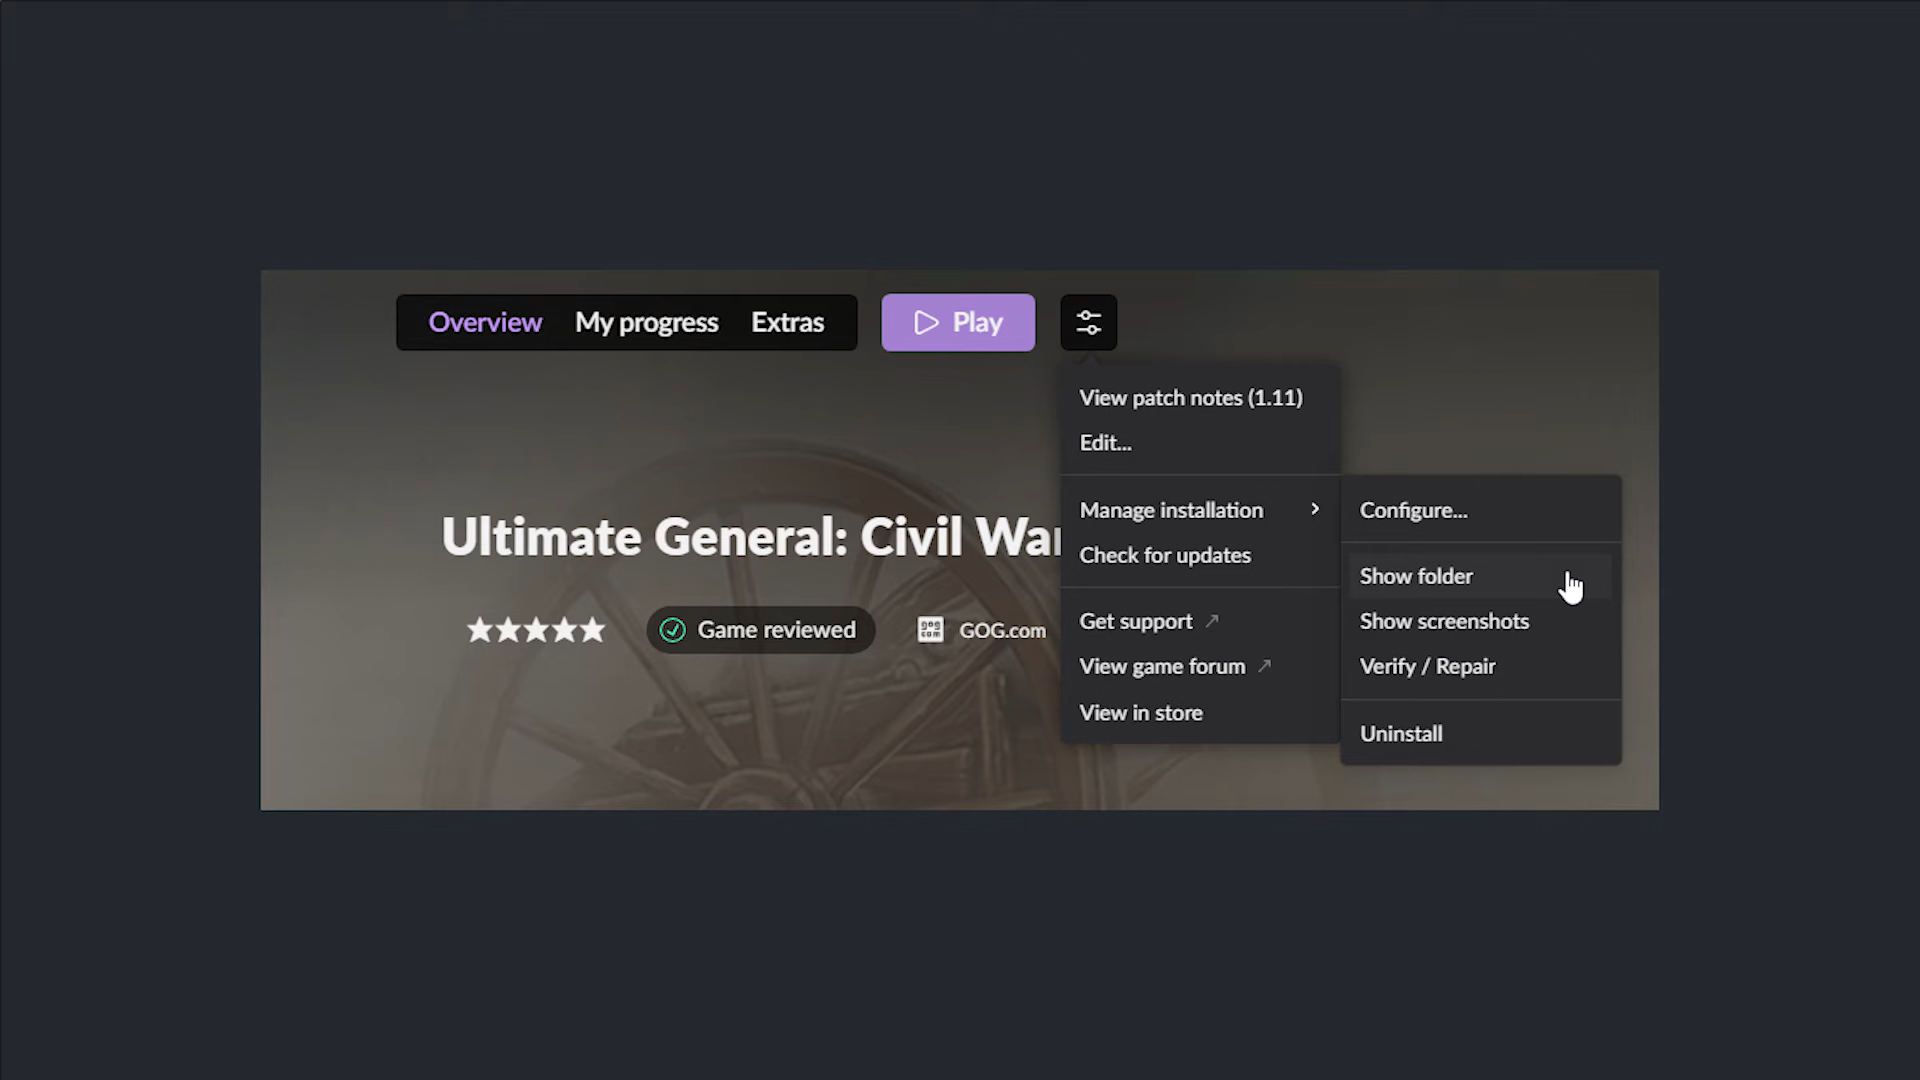 Overview My progress Extras Play
View patch notes (1.11)
Edit...
Manage installation
Check for updates
Get support
View game forum
View in store
Configure...
Show folder
Show screenshots
Verify / Repair
Uninstall
Ultimate General: Civil War
Game reviewed
gog com GOG.com